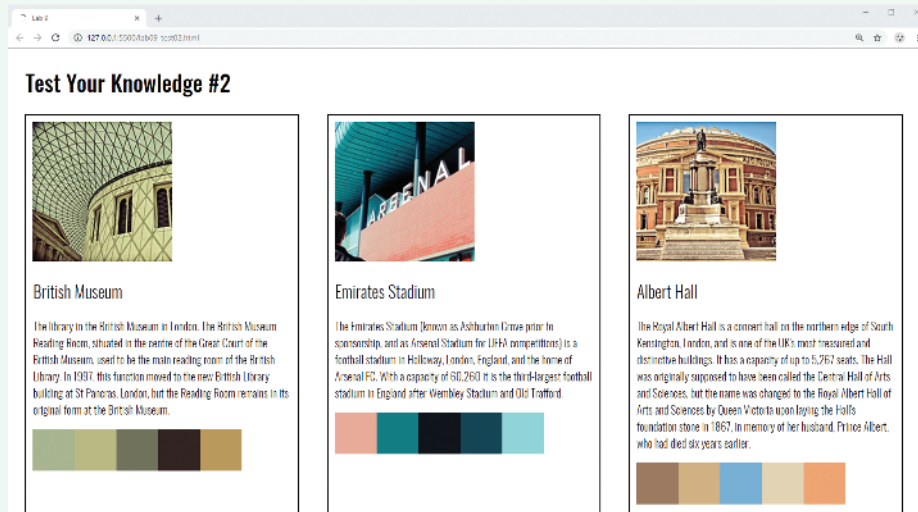 Lab 9
127.0.0.1:5500/lab09-test02.html
Test Your Knowledge #2
ARSENAL
British Museum
The library in the British Museum in London. The British Museum
Reading Room, situated in the centre of the Great Court of the
British Museum, used to be the main reading room of the British
Library. In 1997, this function moved to the new British Library
building at St Pancras, London, but the Reading Room remains in its
original form at the British Museum.
Emirates Stadium
The Emirates Stadium (known as Ashburton Grove prior to
sponsorship, and as Arsenal Stadium for UEFA competitions) is a
football stadium in Holloway, London, England, and the home of
Arsenal FC. With a capacity of 60,260 it is the third-largest football
stadium in England after Wembley Stadium and Old Trafford.
Albert Hall
The Royal Albert Hall is a concert hall on the northern edge of South
Kensington, London, and is one of the UK's most treasured and
distinctive buildings. It has a capacity of up to 5,267 seats. The Hall
was originally supposed to have been called the Central Hall of Arts
and Sciences, but the name was changed to the Royal Albert Hall of
Arts and Sciences by Queen Victoria upon laying the Hall's
foundation stone in 1867, in memory of her husband, Prince Albert,
who had died six years earlier.